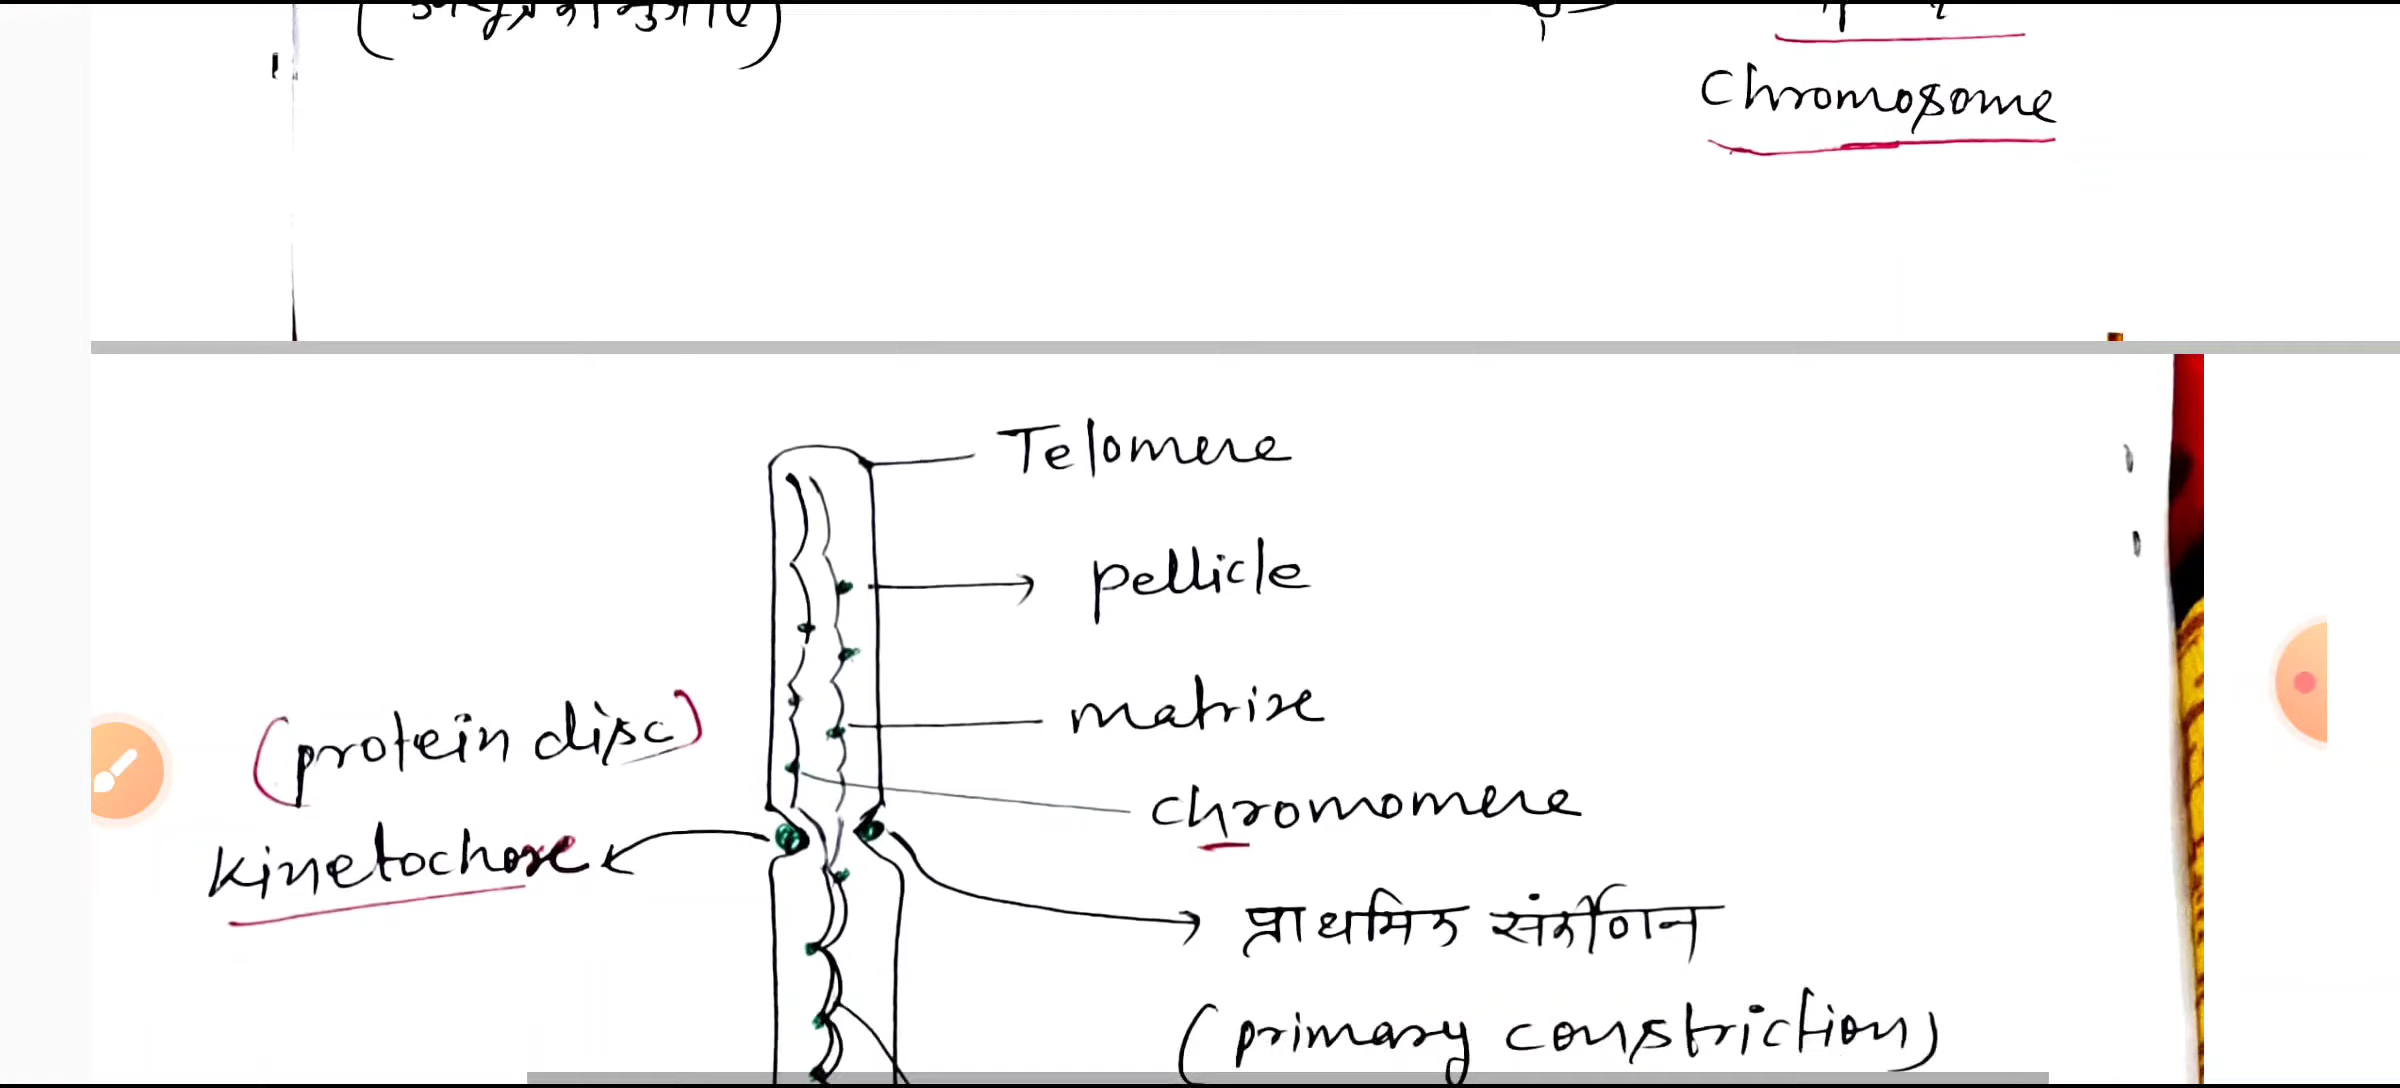 Chromosome
Telomere
pellicle
matrix
(protein disc)
chromomere
kinetochore
प्राथमिक संकीर्णन
(primary constriction)